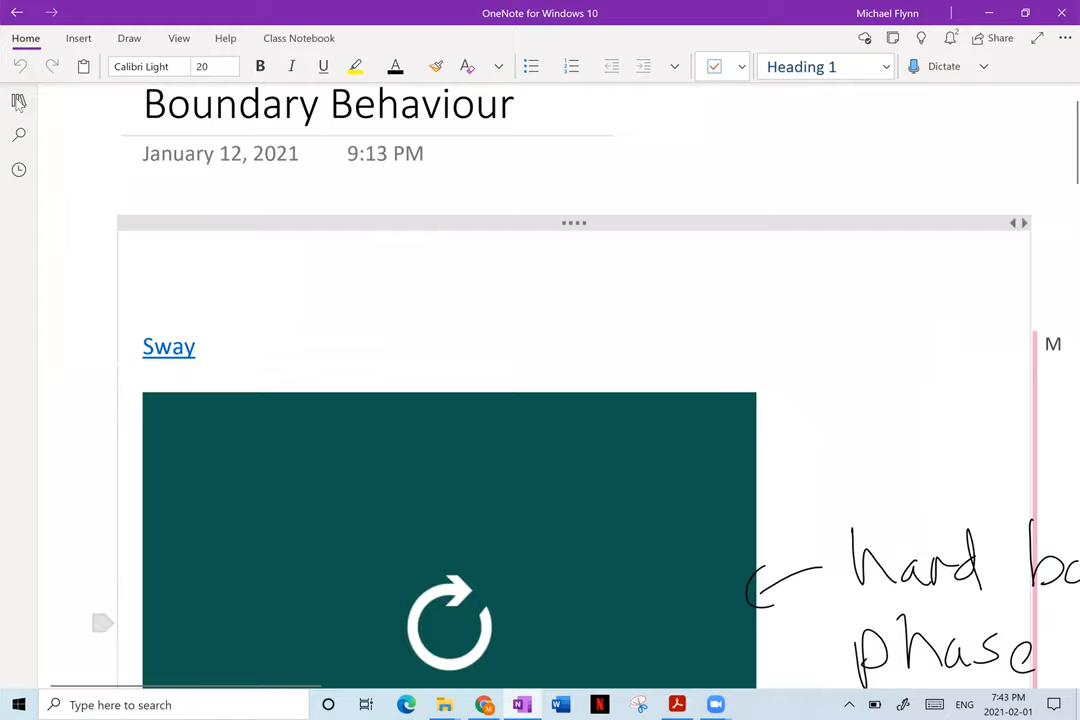 OneNote for Windows 10
Michael Flynn
Home Insert Draw View Help Class Notebook
2
Share
Calibri Light 20 B I U A Heading 1 Dictate
Boundary Behaviour
January 12, 2021 9:13 PM
Sway
M
hard bo
phase
Type here to search
ENG
7:43 PM
2021-02-01